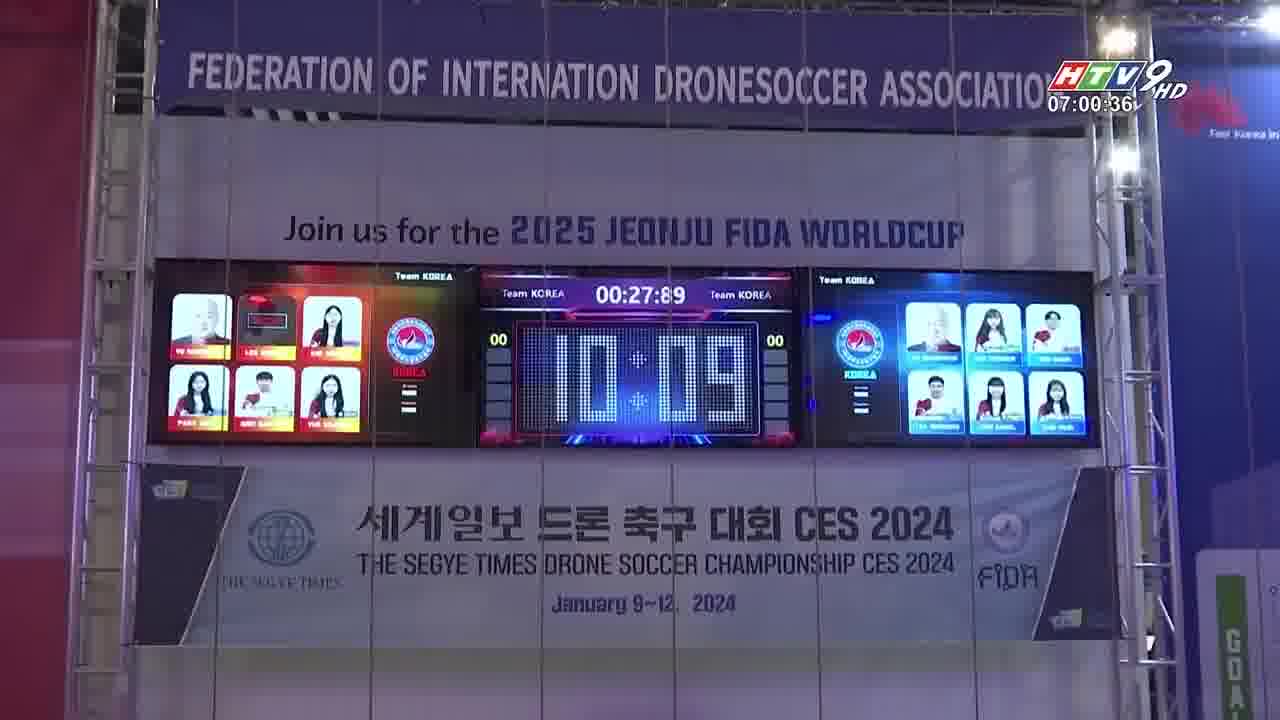 FEDERATION OF INTERNATION DRONESOCCER ASSOCIATION
HTV9 HD
07:00:36
Join us for the 2025 JEONJU FIDA WORLDCUP
Team KOREA
Team KOREA
00:27:89
Team KOREA
Team KOREA
00
10:09
00
KOREA
KOREA
세계일보 드론 축구 대회 CES 2024
THE SEGYE TIMES DRONE SOCCER CHAMPIONSHIP CES 2024
January 9~12, 2024
THE SEGYE TIMES
FIDA
GOA